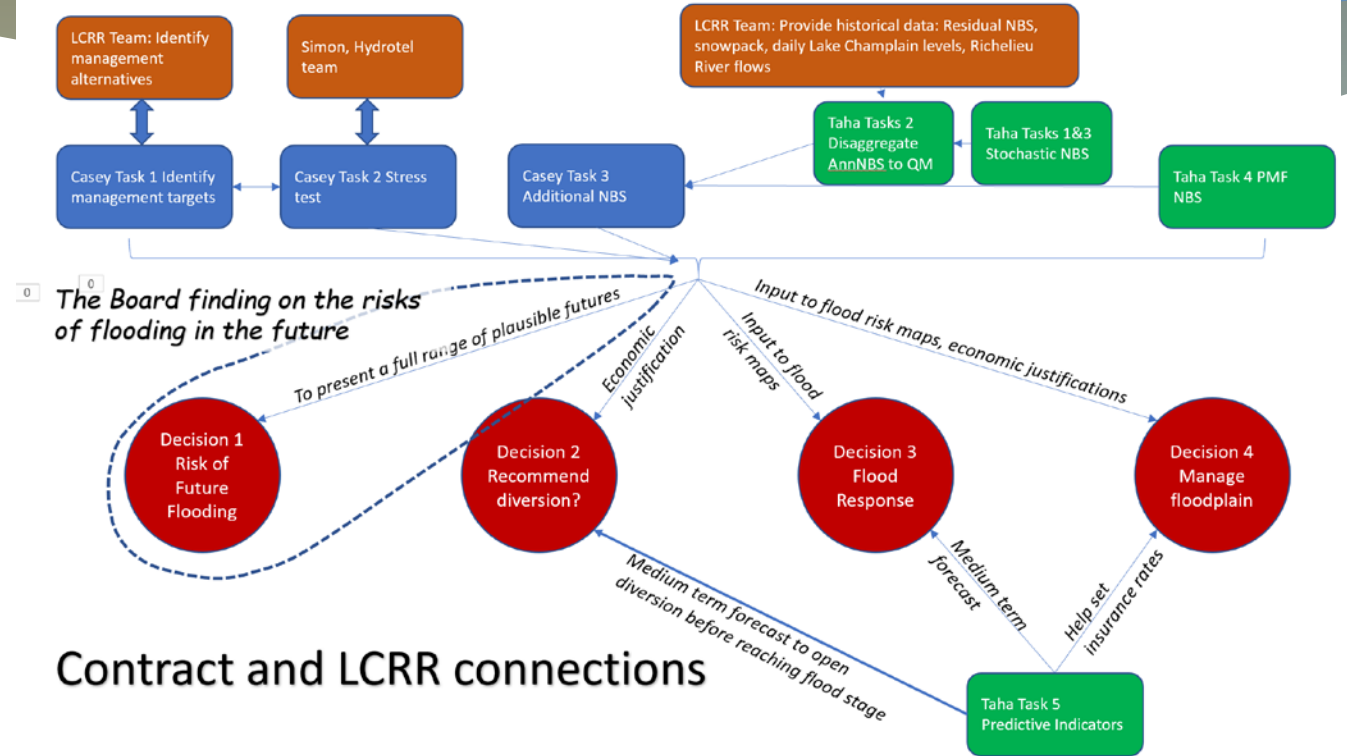 LCRR Team: Identify
management
alternatives
Simon, Hydrotel
team
LCRR Team: Provide historical data: Residual NBS,
snowpack, daily Lake Champlain levels, Richelieu
River flows
Taha Tasks 2
Disaggregate
AnnNBS to QM
Taha Tasks 1&3
Stochastic NBS
Casey Task 1 Identify
management targets
Casey Task 2 Stress
test
Casey Task 3
Additional NBS
Taha Task 4 PMF
NBS
0
0
The Board finding on the risks
of flooding in the future
To present a full range of plausible futures
Economic
justification
Input to flood
risk maps
Input to flood risk maps, economic justifications
Decision 1
Risk of
Future
Flooding
Decision 2
Recommend
diversion?
Decision 3
Flood
Response
Decision 4
Manage
floodplain
Medium term forecast to open
diversion before reaching flood stage
Medium term
forecast
Help set
insurance rates
Contract and LCRR connections
Taha Task 5
Predictive Indicators